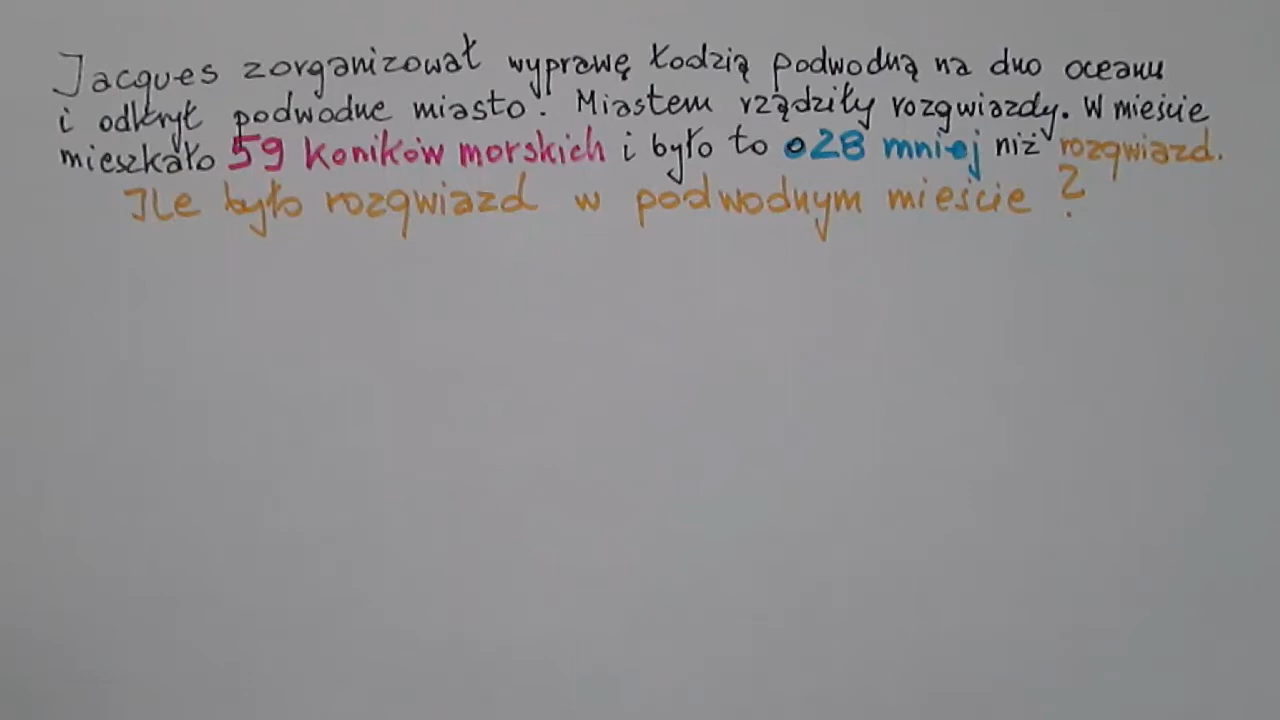 Jacques zorganizował wyprawę łodzią podwodną na dno oceanu
i odkrył podwodne miasto. Miastem rządziły rozgwiazdy. W mieście
mieszkało 59 koników morskich i było to o 28 mniej niż rozgwiazd.
Ile było rozgwiazd w podwodnym mieście ?